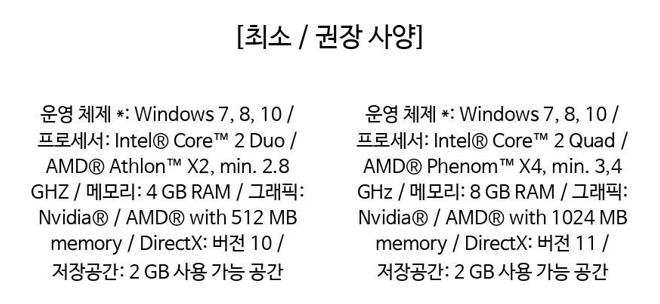 [최소 / 권장 사양]
운영 체제 *: Windows 7, 8, 10 /
프로세서: Intel® Core™ 2 Duo /
AMD® Athlon™ X2, min. 2.8
GHZ / 메모리: 4 GB RAM / 그래픽:
Nvidia® / AMD® with 512 MB
memory / DirectX: 버전 10 /
저장공간: 2 GB 사용 가능 공간
운영 체제 *: Windows 7, 8, 10 /
프로세서: Intel® Core™ 2 Quad /
AMD® Phenom™ X4, min. 3,4
GHz / 메모리: 8 GB RAM / 그래픽:
Nvidia® / AMD® with 1024 MB
memory / DirectX: 버전 11 /
저장공간: 2 GB 사용 가능 공간